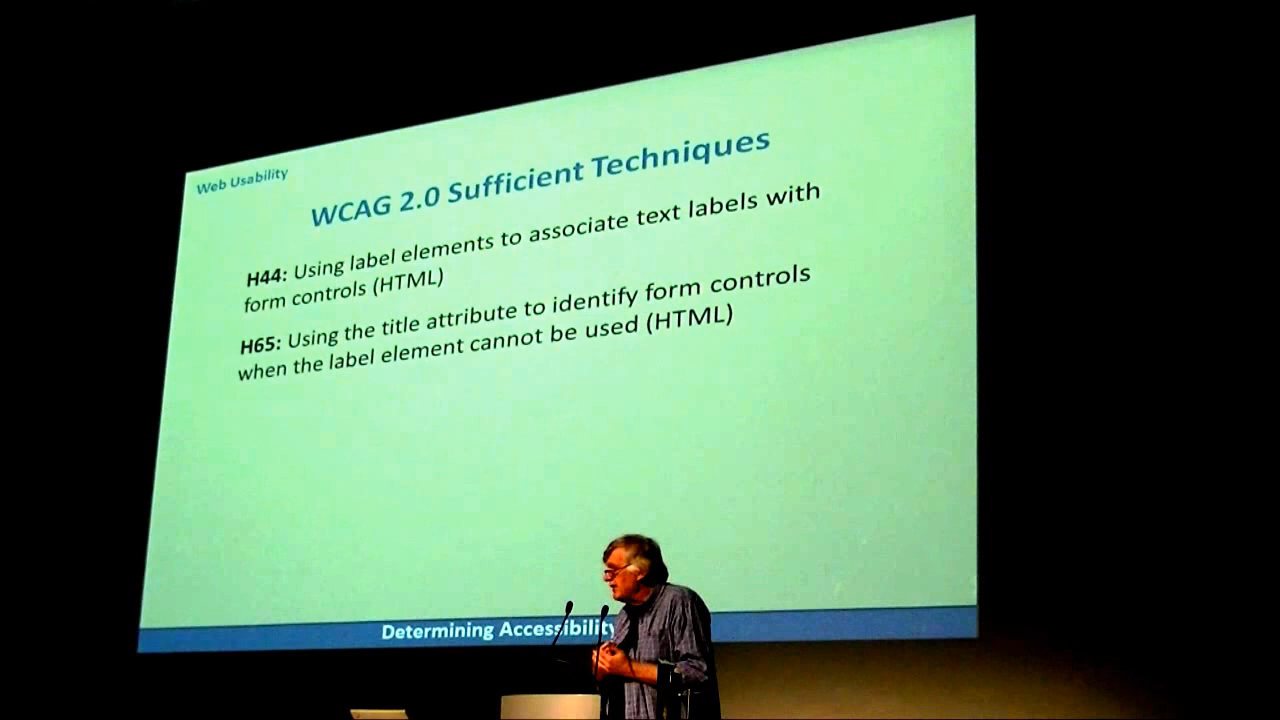 Web Usability
WCAG 2.0 Sufficient Techniques
H44: Using label elements to associate text labels with
form controls (HTML)
H65: Using the title attribute to identify form controls
when the label element cannot be used (HTML)
Determining Accessibility